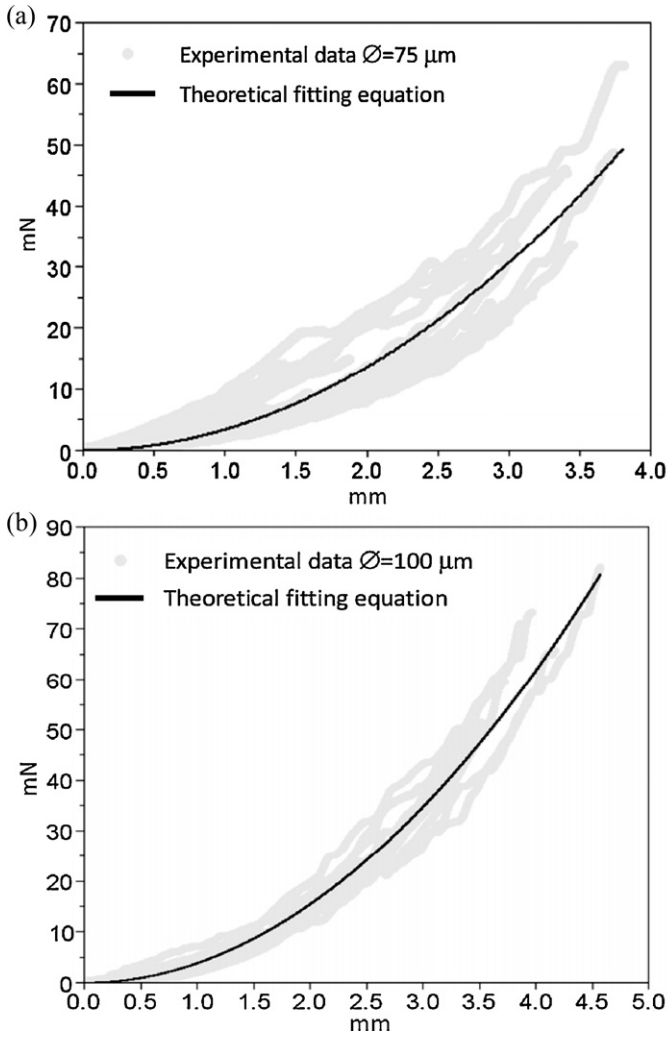 (a)
70
60
50
40
30
20
10
0
mN
Experimental data Ø=75 μm
Theoretical fitting equation
0.0 0.5 1.0 1.5 2.0 2.5 3.0 3.5 4.0
mm
(b)
90
80
70
60
50
40
30
20
10
0
mN
Experimental data Ø=100 μm
Theoretical fitting equation
0.0 0.5 1.0 1.5 2.0 2.5 3.0 3.5 4.0 4.5 5.0
mm